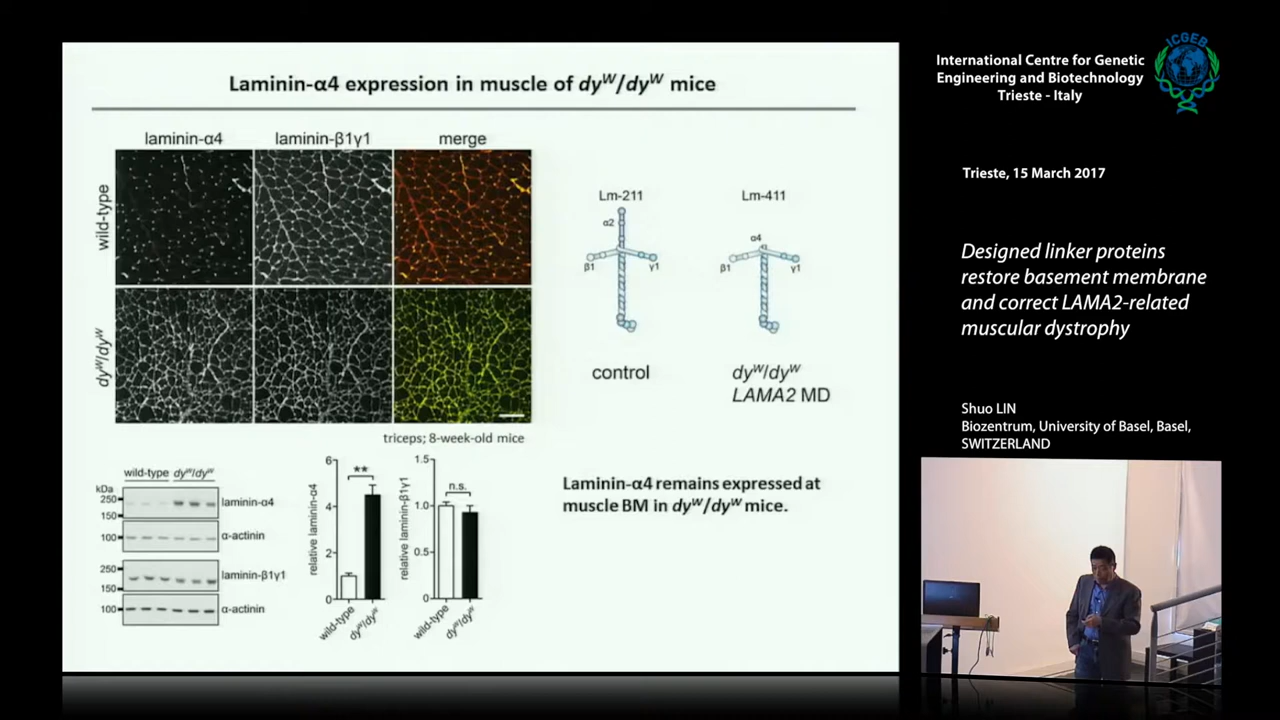 Laminin-α4 expression in muscle of dyᵂ/dyᵂ mice
laminin-α4
laminin-β1γ1
merge
wild-type
dyᵂ/dyᵂ
triceps; 8-week-old mice
Lm-211
α2
β1
γ1
control
Lm-411
α4
β1
γ1
dyᵂ/dyᵂ
LAMA2 MD
wild-type dyᵂ/dyᵂ
kDa
250
150
laminin-α4
100
α-actinin
250
150
laminin-β1γ1
100
α-actinin
relative laminin-α4
6
4
2
0
**
wild-type
dyᵂ/dyᵂ
relative laminin-β1γ1
1.5
1.0
0.5
0
n.s.
wild-type
dyᵂ/dyᵂ
Laminin-α4 remains expressed at
muscle BM in dyᵂ/dyᵂ mice.
International Centre for Genetic
Engineering and Biotechnology
Trieste - Italy
ICGEB
Trieste, 15 March 2017
Designed linker proteins
restore basement membrane
and correct LAMA2-related
muscular dystrophy
Shuo LIN
Biozentrum, University of Basel, Basel,
SWITZERLAND